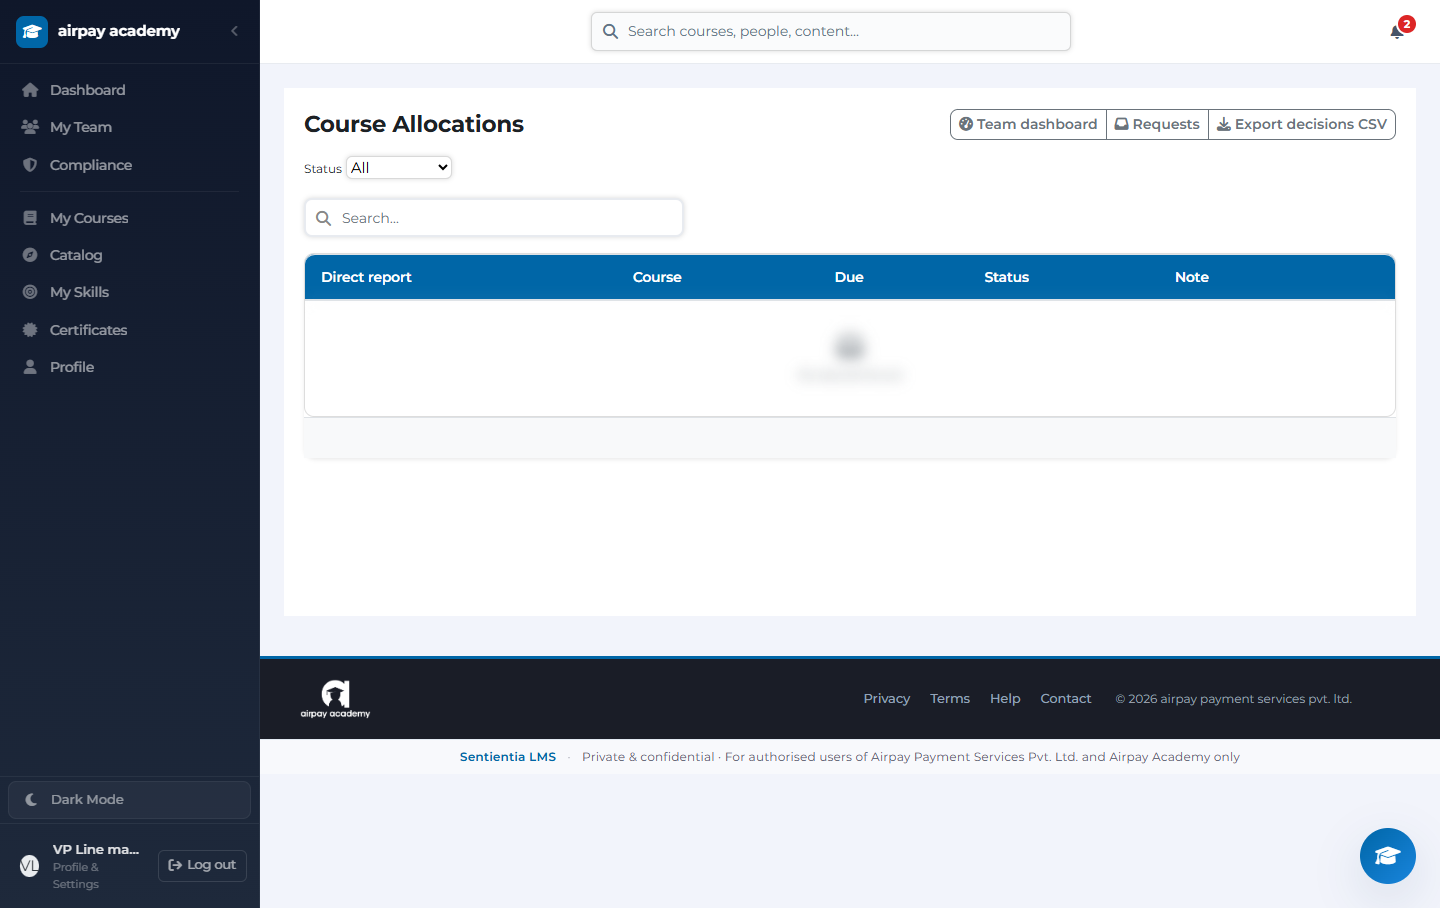 airpay academy
Search courses, people, content...
2
Dashboard
My Team
Compliance
My Courses
Catalog
My Skills
Certificates
Profile
Course Allocations
Team dashboard
Requests
Export decisions CSV
Status All
Search...
Direct report Course Due Status Note
airpay academy
Privacy Terms Help Contact © 2026 airpay payment services pvt. ltd.
Sentientia LMS · Private & confidential · For authorised users of Airpay Payment Services Pvt. Ltd. and Airpay Academy only
Dark Mode
VL
VP Line ma...
Profile &
Settings
Log out